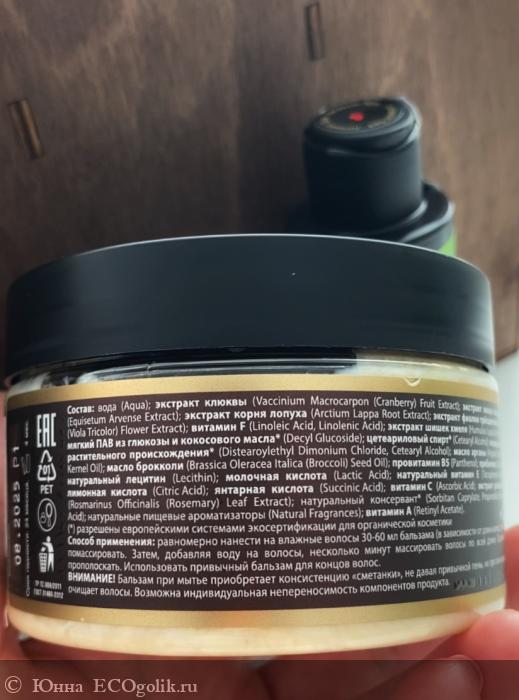 Состав: вода (Aqua); экстракт клюквы (Vaccinium Macrocarpon (Cranberry) Fruit Extract); экстракт
(Equisetum Arvense Extract); экстракт корня лопуха (Arctium Lappa Root Extract); экстракт фиалки
(Viola Tricolor) Flower Extract); витамин F (Linoleic Acid, Linolenic Acid); экстракт шишек хмеля
мягкий ПАВ из глюкозы и кокосового масла* (Decyl Glucoside); цетеариловый спирт* (Cetearyl
растительного происхождения* (Distearoylethyl Dimonium Chloride, Cetearyl Alcohol); масло арганы
Kernel Oil); масло брокколи (Brassica Oleracea Italica (Broccoli) Seed Oil); провитамин B5 (Panthenol);
натуральный лецитин (Lecithin); молочная кислота (Lactic Acid); натуральный витамин E
лимонная кислота (Citric Acid); янтарная кислота (Succinic Acid); витамин C (Ascorbic Acid);
(Rosmarinus Officinalis (Rosemary) Leaf Extract); натуральный консервант* (Sorbitan Caprylate,
Acid); натуральные пищевые ароматизаторы (Natural Fragrances); витамин А (Retinyl Acetate).
(*) разрешены европейскими системами экосертификации для органической косметики
Способ применения: равномерно нанести на влажные волосы 30-60 мл бальзама (в зависимости от
помассировать. Затем, добавляя воду на волосы, несколько минут массировать по всей
прополоскать. Использовать привычный бальзам для концов волос.
ВНИМАНИЕ! Бальзам при мытье приобретает консистенцию «сметанки», не давая привычной пены,
очищает волосы. Возможна индивидуальная непереносимость компонентов продукта.
EAC
01
PET
08.2025
© Юнна ECOgolik.ru